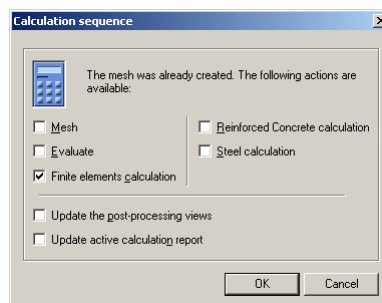 Calculation sequence
The mesh was already created. The following actions are
available:
Mesh
Evaluate
Finite elements calculation
Reinforced Concrete calculation
Steel calculation
Update the post-processing views
Update active calculation report
OK
Cancel